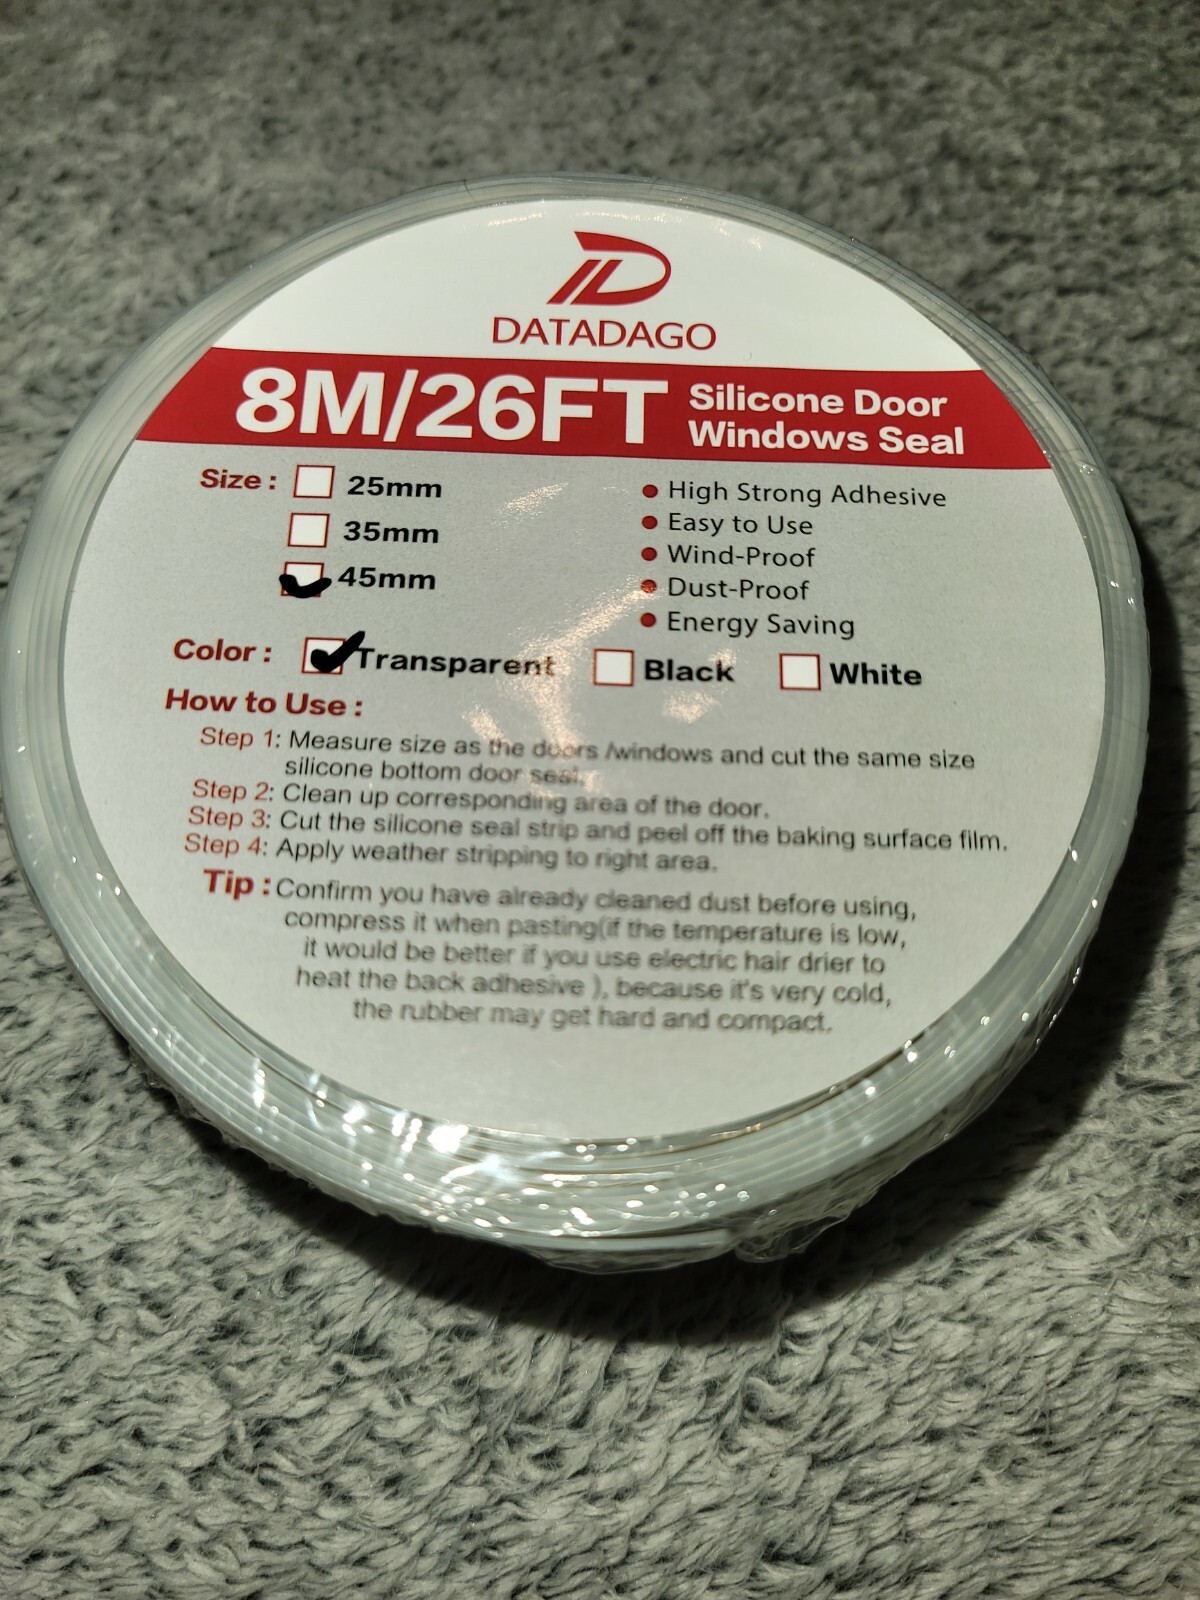 DATADAGO
8M/26FT Silicone Door
Windows Seal
Size : 25mm
35mm
45mm
• High Strong Adhesive
• Easy to Use
• Wind-Proof
• Dust-Proof
• Energy Saving
Color : Transparent Black White
How to Use :
Step 1: Measure size as the doors /windows and cut the same size
silicone bottom door seal.
Step 2: Clean up corresponding area of the door.
Step 3: Cut the silicone seal strip and peel off the baking surface film.
Step 4: Apply weather stripping to right area.
Tip : Confirm you have already cleaned dust before using,
compress it when pasting(if the temperature is low,
it would be better if you use electric hair drier to
heat the back adhesive ), because it's very cold,
the rubber may get hard and compact.